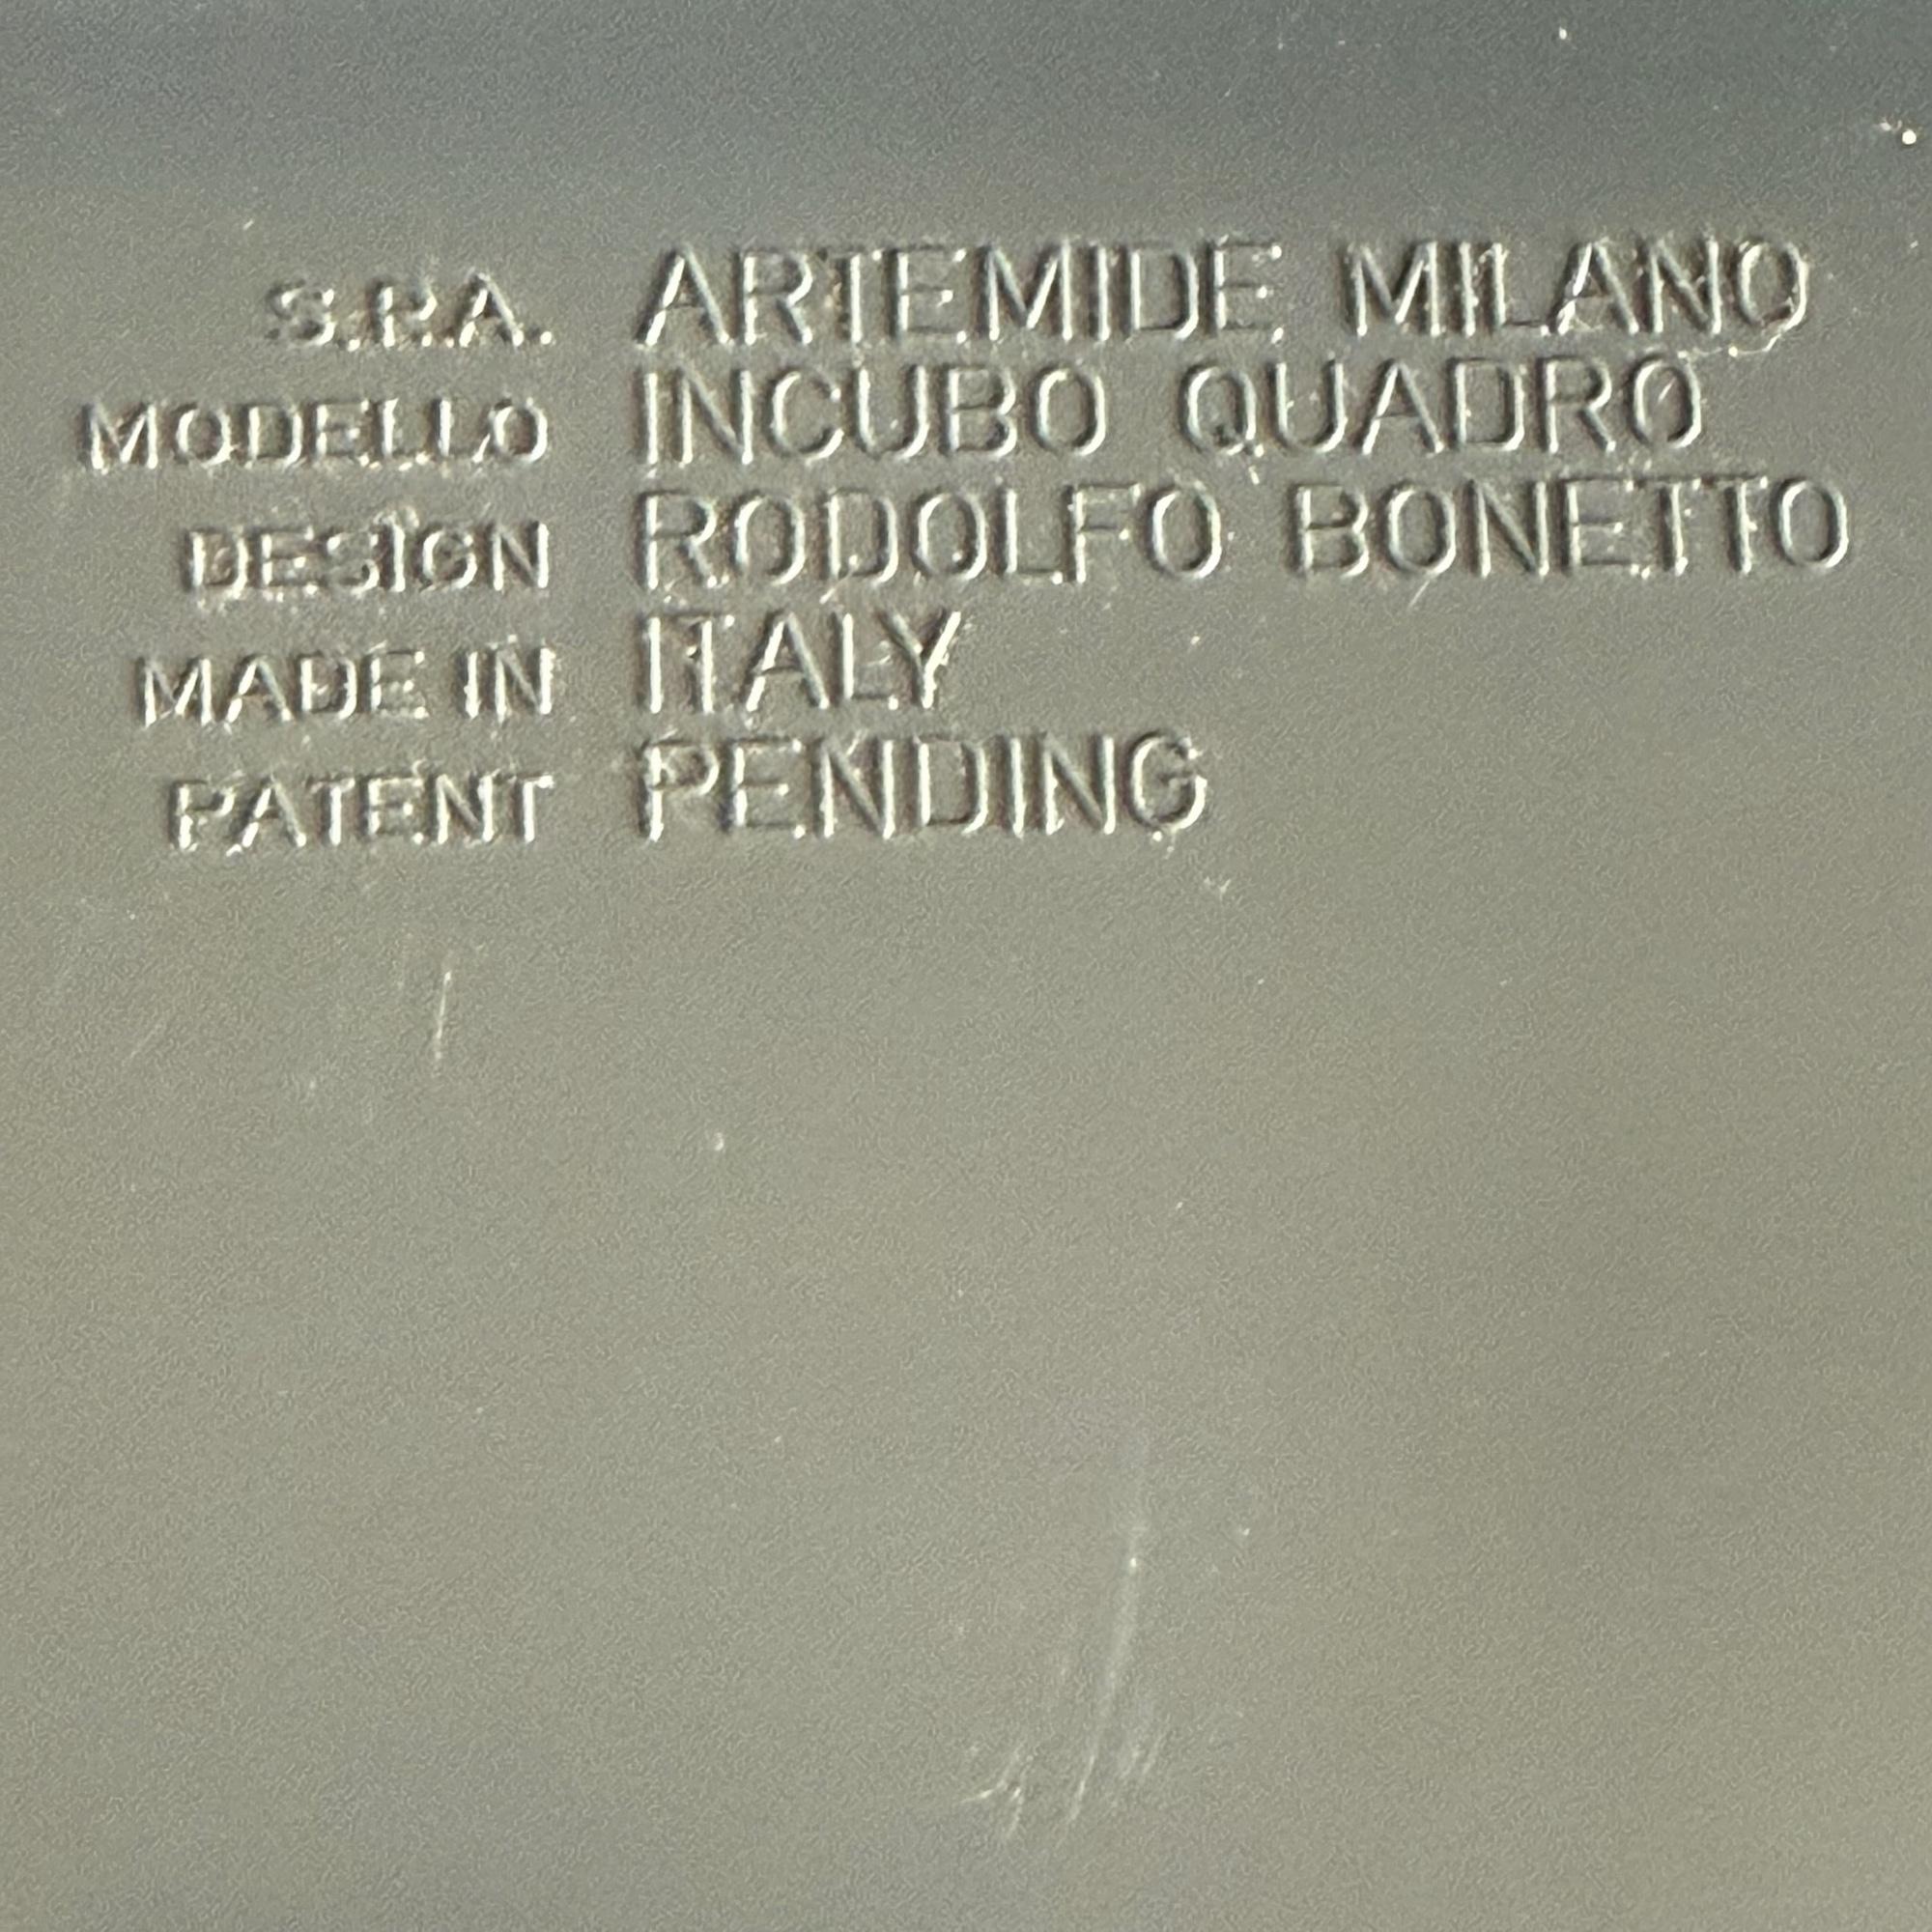 S.P.A. ARTEMIDE MILANO
MODELLO INCUBO QUADRO
DESIGN RODOLFO BONETTO
MADE IN ITALY
PATENT PENDING